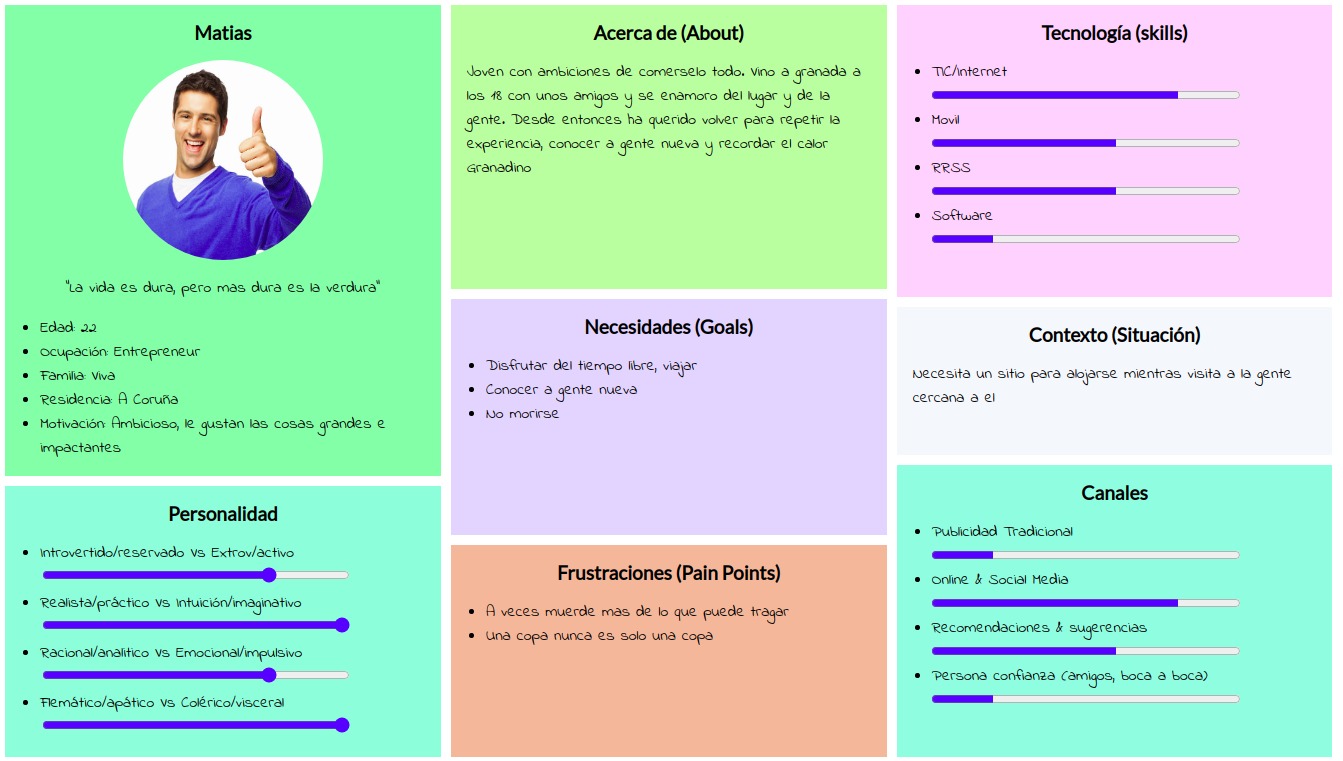 Matias
"La vida es dura, pero mas dura es la verdura"
Edad: 22
Ocupación: Entrepreneur
Familia: Viva
Residencia: A Coruña
Motivación: Ambicioso, le gustan las cosas grandes e
impactantes
Personalidad
Introvertido/reservado Vs Extrov/activo
Realista/práctico Vs Intuición/imaginativo
Racional/analitico Vs Emocional/impulsivo
Flemático/apático Vs Colérico/visceral
Acerca de (About)
Joven con ambiciones de comerselo todo. Vino a granada a
los 18 con unos amigos y se enamoro del lugar y de la
gente. Desde entonces ha querido volver para repetir la
experiencia, conocer a gente nueva y recordar el calor
Granadino
Necesidades (Goals)
Disfrutar del tiempo libre, viajar
Conocer a gente nueva
No morirse
Frustraciones (Pain Points)
A veces muerde mas de lo que puede tragar
Una copa nunca es solo una copa
Tecnología (skills)
TIC/Internet
Movil
RRSS
Software
Contexto (Situación)
Necesita un sitio para alojarse mientras visita a la gente
cercana a el
Canales
Publicidad Tradicional
Online & Social Media
Recomendaciones & sugerencias
Persona confianza (amigos, boca a boca)